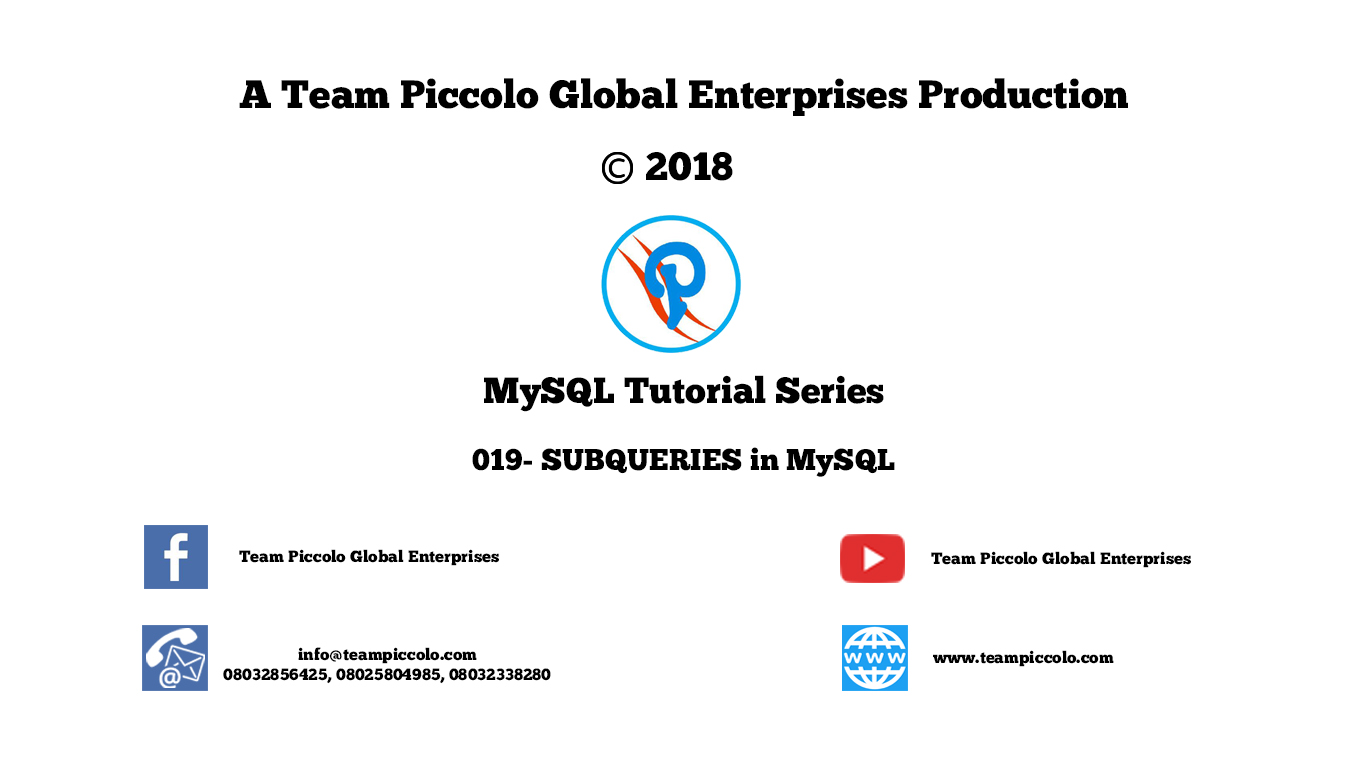 A Team Piccolo Global Enterprises Production
© 2018
P
MySQL Tutorial Series
019- SUBQUERIES in MySQL
f
Team Piccolo Global Enterprises
Team Piccolo Global Enterprises
@
info@teampiccolo.com
08032856425, 08025804985, 08032338280
WWW
www.teampiccolo.com